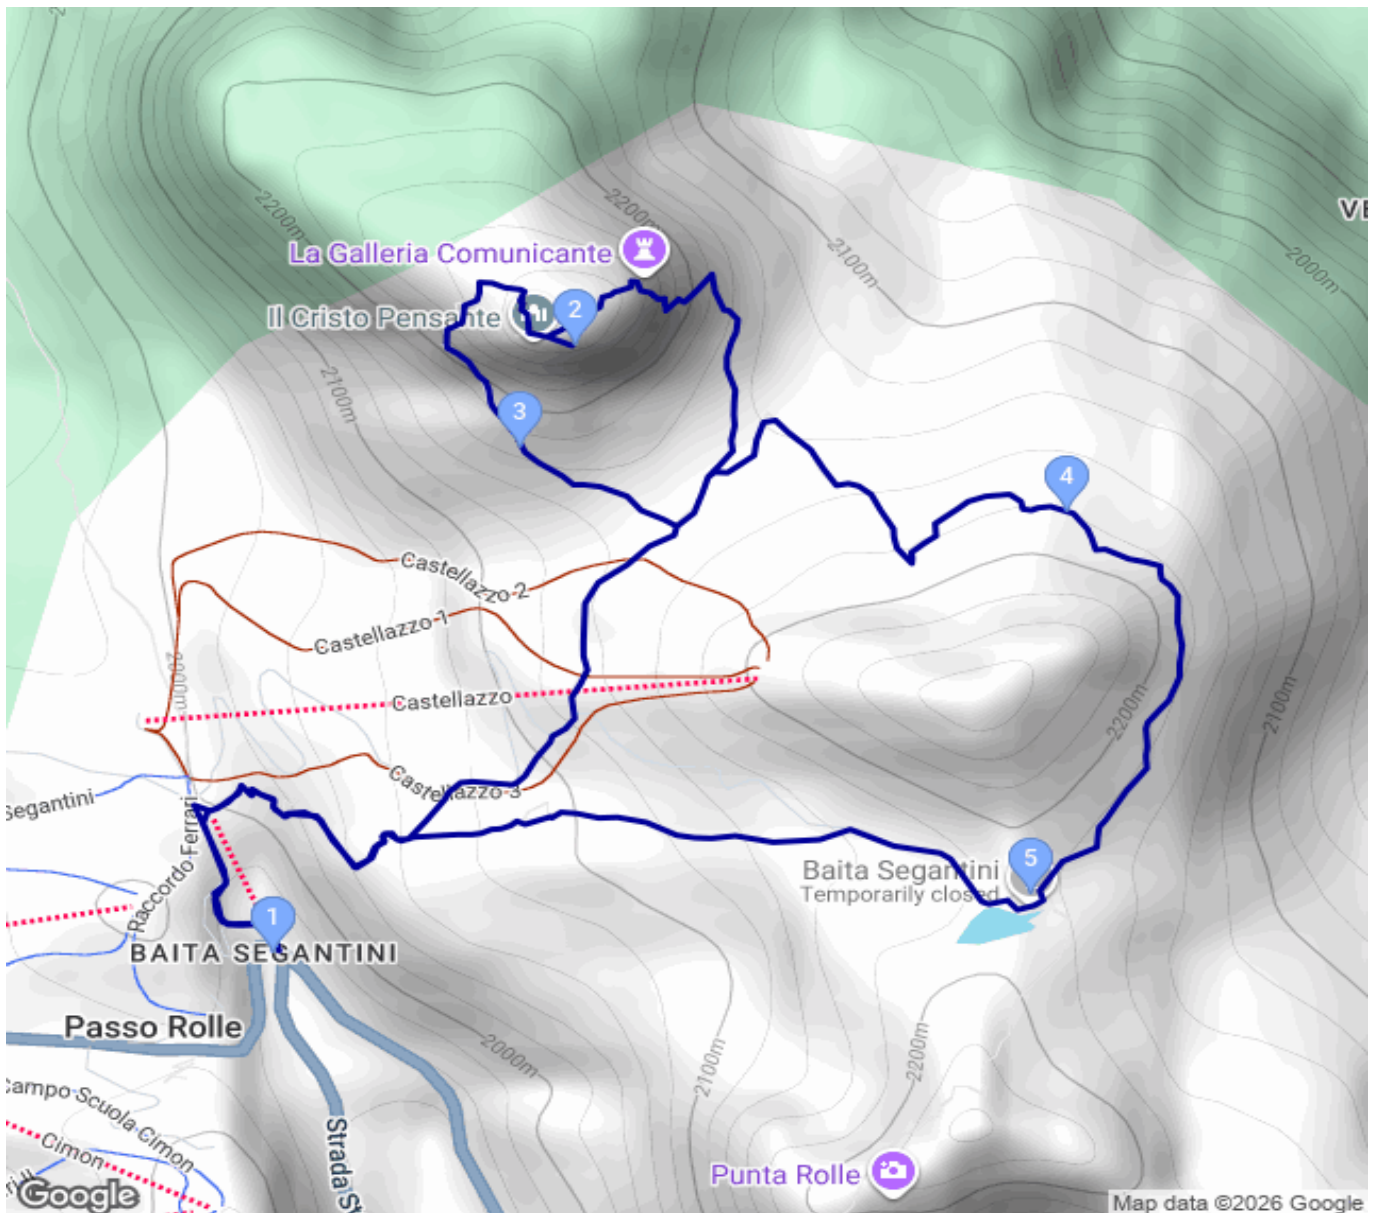 2200m
2200m
VE
La Galleria Comunicante
2100m
2000m
Il Cristo Pensante
2
2100m
3
4
Castellazzo 2
Castellazzo 1
2000m
Castellazzo
2200m
2100m
Castellazzo 3
Segantini
Raccordo Ferrari
Baita Segantini
5
Temporarily closed
1
BAITA SEGANTINI
Passo Rolle
2000m
2100m
2200m
Campo Scuola Cimon
Cimon
Strada St
Punta Rolle
Google
Map data ©2026 Google